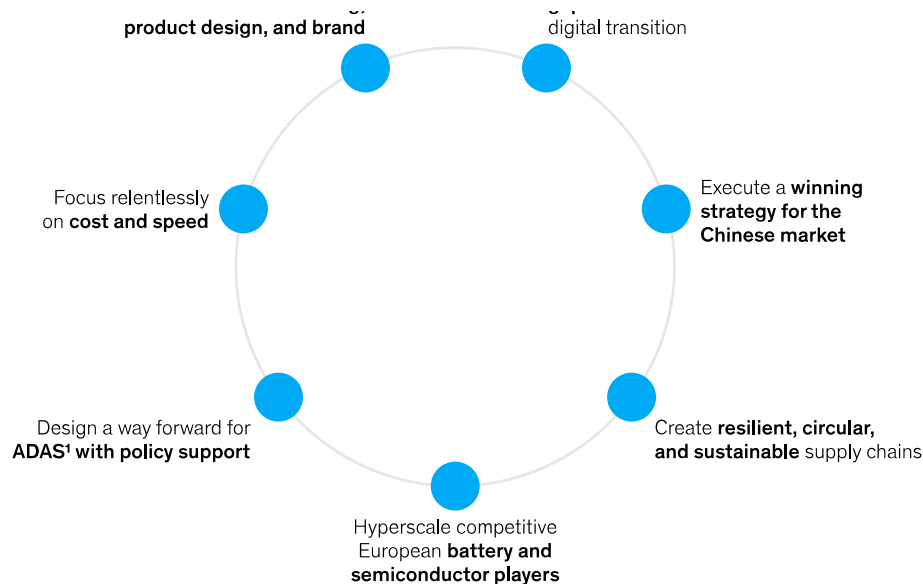 product design, and brand
digital transition
Execute a winning
strategy for the
Chinese market
Create resilient, circular,
and sustainable supply chains
Hyperscale competitive
European battery and
semiconductor players
Design a way forward for
ADAS¹ with policy support
Focus relentlessly
on cost and speed